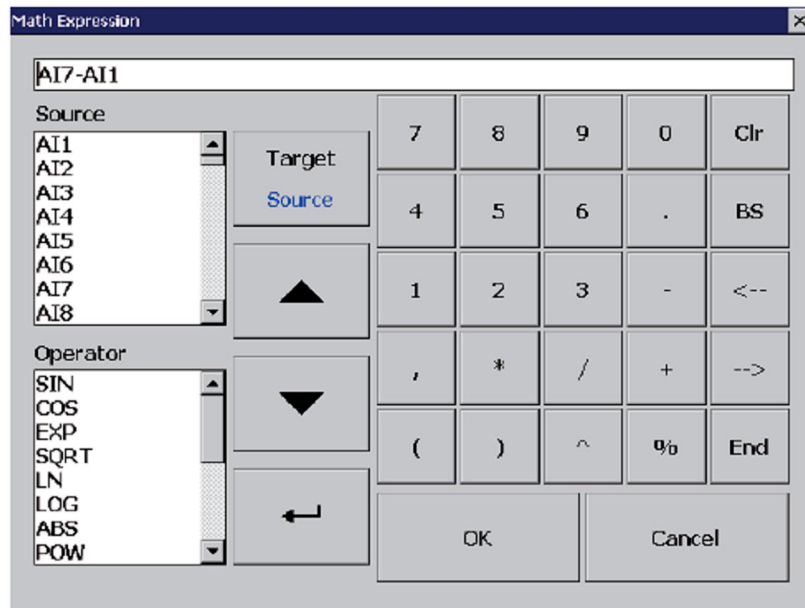 Math Expression
AI7-AI1
Source
AI1
AI2
AI3
AI4
AI5
AI6
AI7
AI8
Target
Source
Operator
SIN
COS
EXP
SQRT
LN
LOG
ABS
POW
7 8 9 0 Clr
4 5 6 . BS
1 2 3 - <--
, * / + -->
( ) ^ % End
OK Cancel